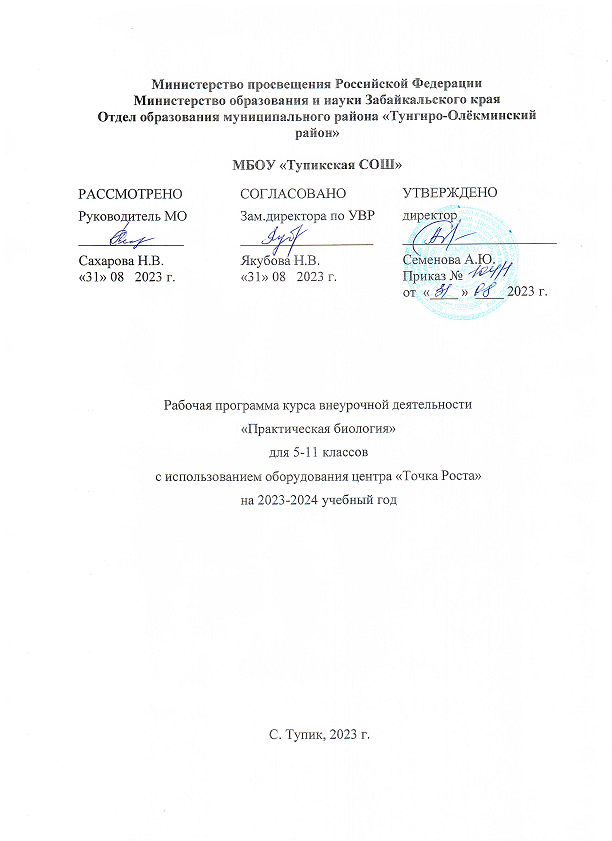 Министерство просвещения Российской Федерации
Министерство образования и науки Забайкальского края
Отдел образования муниципального района «Тунгиро-Олёкминский
район»
МБОУ «Тупикская СОШ»
РАССМОТРЕНО СОГЛАСОВАНО УТВЕРЖДЕНО
Руководитель МО Зам.директора по УВР директор
Сахарова Н.В. Якубова Н.В. Семенова А.Ю.
«31» 08 2023 г. «31» 08 2023 г. Приказ №
от « 31 » 08 2023 г.
Рабочая программа курса внеурочной деятельности
«Практическая биология»
для 5-11 классов
с использованием оборудования центра «Точка Роста»
на 2023-2024 учебный год
С. Тупик, 2023 г.